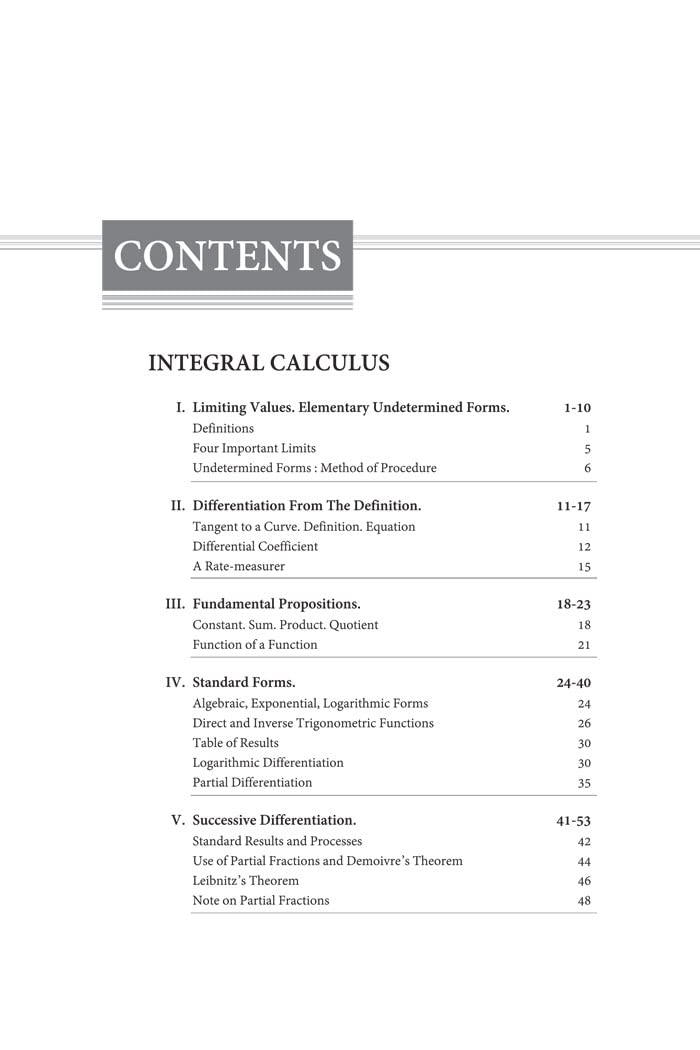 CONTENTS
INTEGRAL CALCULUS
I. Limiting Values. Elementary Undetermined Forms. 1-10
Definitions 1
Four Important Limits 5
Undetermined Forms : Method of Procedure 6
II. Differentiation From The Definition. 11-17
Tangent to a Curve. Definition. Equation 11
Differential Coefficient 12
A Rate-measurer 15
III. Fundamental Propositions. 18-23
Constant. Sum. Product. Quotient 18
Function of a Function 21
IV. Standard Forms. 24-40
Algebraic, Exponential, Logarithmic Forms 24
Direct and Inverse Trigonometric Functions 26
Table of Results 30
Logarithmic Differentiation 30
Partial Differentiation 35
V. Successive Differentiation. 41-53
Standard Results and Processes 42
Use of Partial Fractions and Demoivre’s Theorem 44
Leibnitz’s Theorem 46
Note on Partial Fractions 48